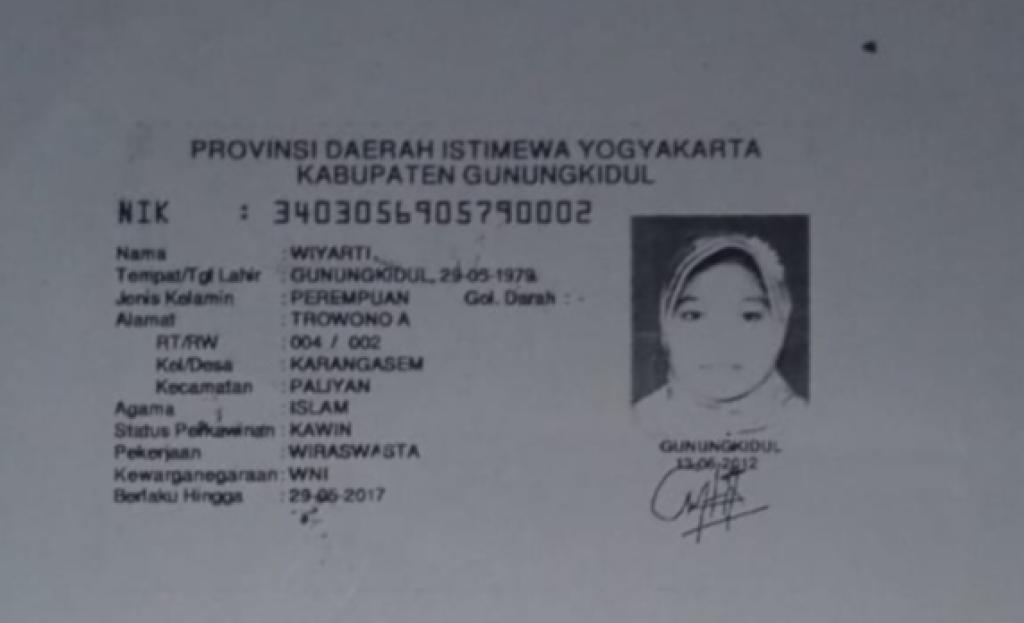 PROVINSI DAERAH ISTIMEWA YOGYAKARTA
KABUPATEN GUNUNGKIDUL
NIK : 3403056905790002
Nama : WIYARTI
Tempat/Tgl Lahir : GUNUNGKIDUL, 29-05-1979
Jenis Kelamin : PEREMPUAN Gol. Darah : -
Alamat : TROWONO A
RT/RW : 004 / 002
Kel/Desa : KARANGASEM
Kecamatan : PALIYAN
Agama : ISLAM
Status Perkawinan : KAWIN
Pekerjaan : WIRASWASTA
Kewarganegaraan : WNI
Berlaku Hingga : 29-05-2017
GUNUNGKIDUL
13-06-2012